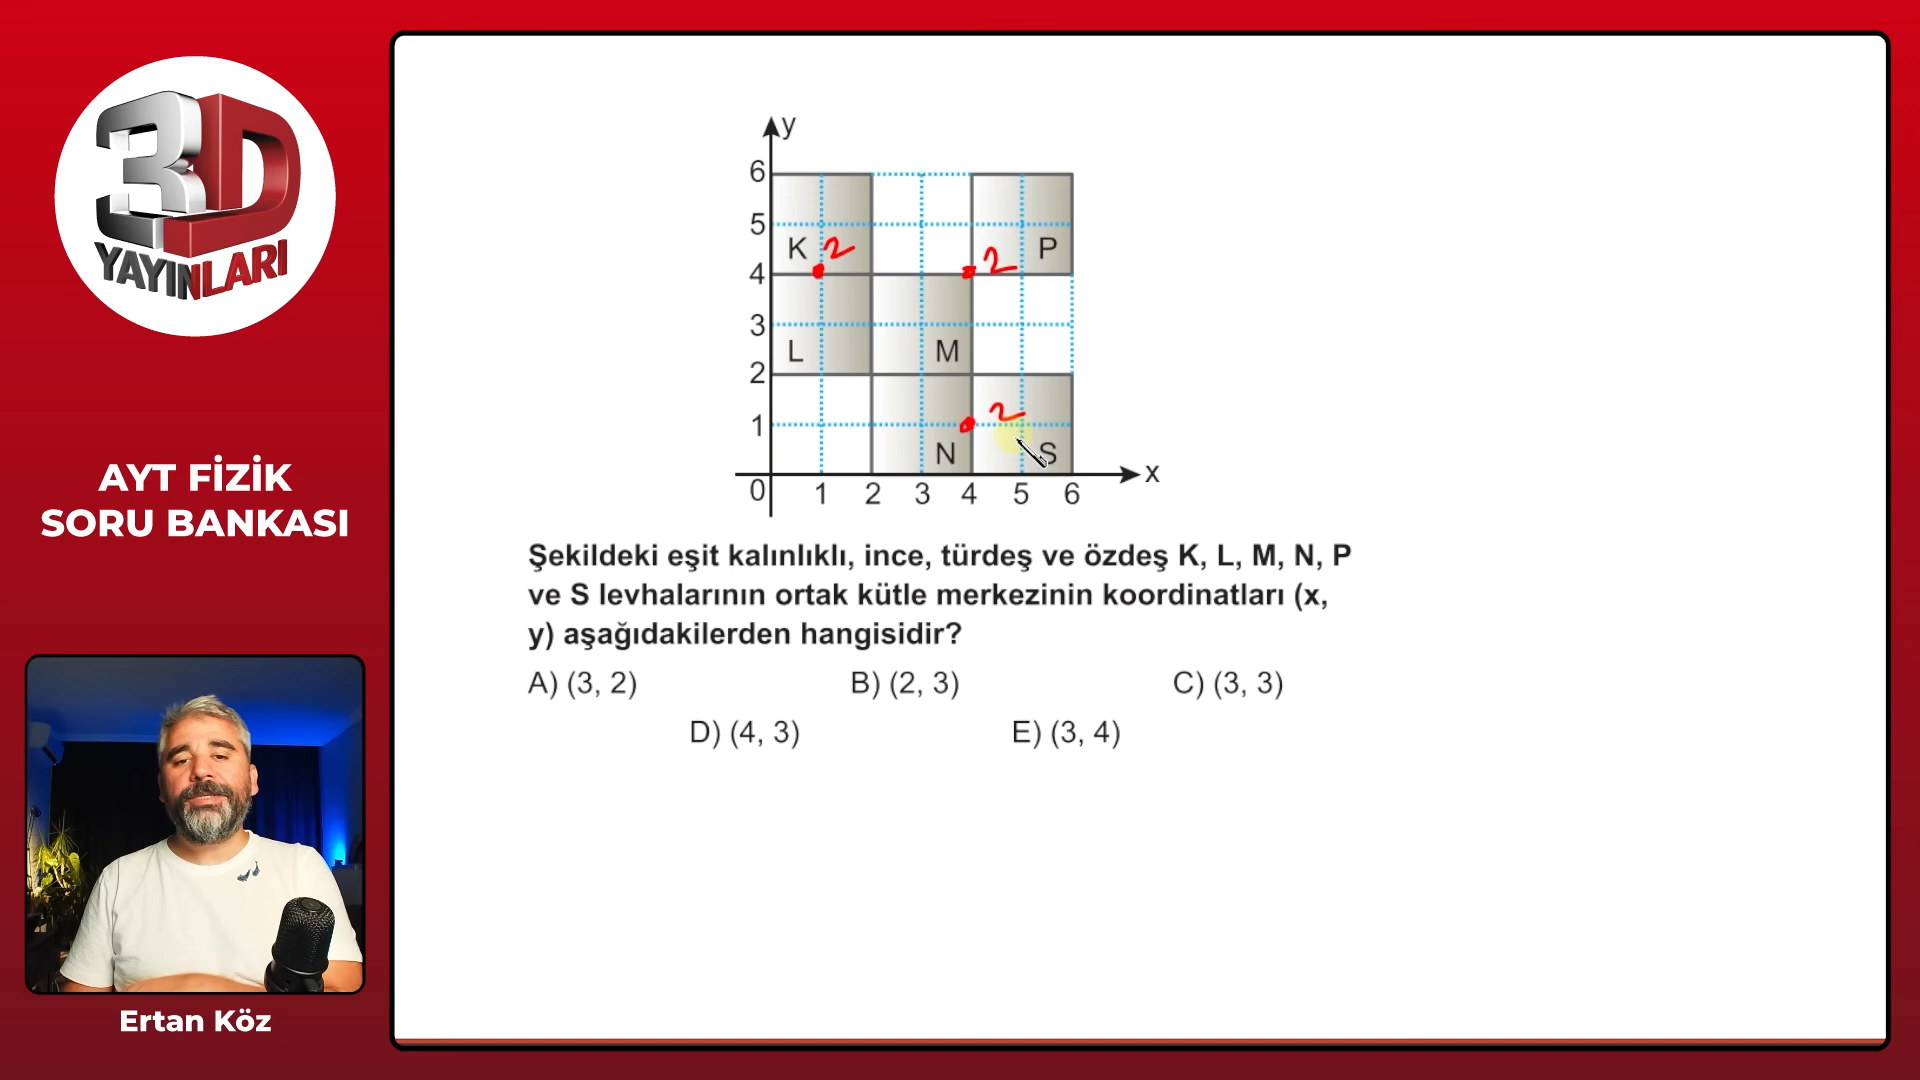 3D
YAYINLARI
AYT FİZİK
SORU BANKASI
Ertan Köz
y
6
5
4
3
2
1
0
1 2 3 4 5 6
x
K 2
2 P
L
M
2
N
S
Şekildeki eşit kalınlıklı, ince, türdeş ve özdeş K, L, M, N, P
ve S levhalarının ortak kütle merkezinin koordinatları (x,
y) aşağıdakilerden hangisidir?
A) (3, 2) B) (2, 3) C) (3, 3)
D) (4, 3) E) (3, 4)